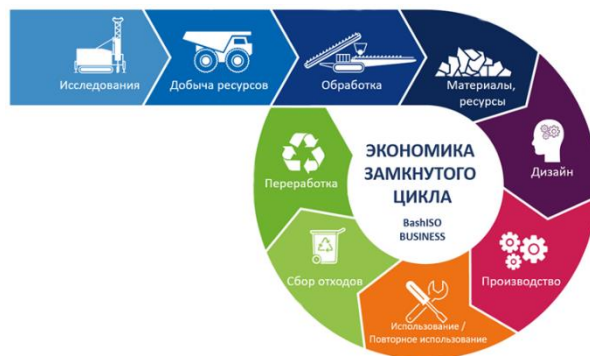 Исследования
Добыча ресурсов
Обработка
Материалы,
ресурсы
Дизайн
Производство
Использование /
Повторное использование
Сбор отходов
Переработка
ЭКОНОМИКА
ЗАМКНУТОГО
ЦИКЛА
BashISO
BUSINESS